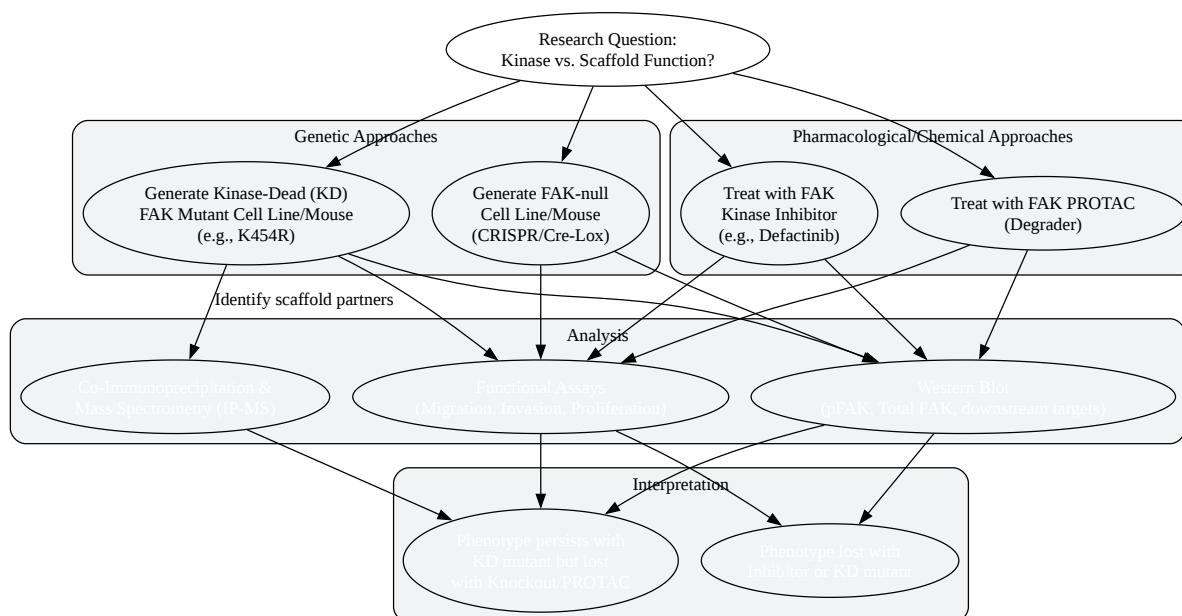 Research Question:
Kinase vs. Scaffold Function?
Genetic Approaches
Pharmacological/Chemical Approaches
Generate Kinase-Dead (KD)
FAK Mutant Cell Line/Mouse
(e.g., K454R)
Generate FAK-null
Cell Line/Mouse
(CRISPR/Cre-Lox)
Treat with FAK
Kinase Inhibitor
(e.g., Defactinib)
Treat with FAK PROTAC
(Degrader)
Identify scaffold partners
Analysis
Co-Immunoprecipitation &
Mass Spectrometry (IP-MS)
Functional Assays
(Migration, Invasion, Proliferation)
Western Blot
(pFAK, Total FAK, downstream targets)
Interpretation
Phenotype persists with
KD mutant but lost
with Knockout/PROTAC
Phenotype lost with
Inhibitor or KD mutant